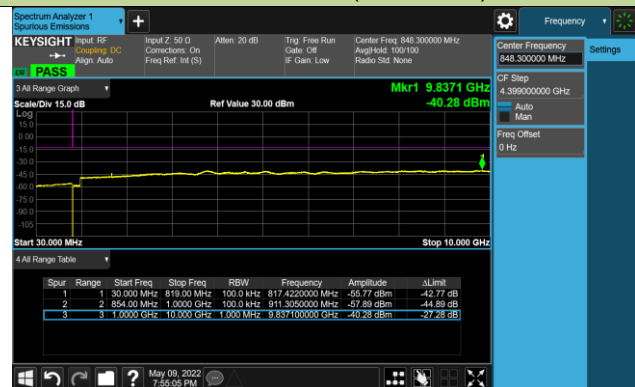 Spectrum Analyzer 1
Spurious Emissions
Frequency
KEYSIGHT
Input: RF
Coupling: DC
Align: Auto
Input Z: 50 Ω
Corrections: On
Freq Ref: Int (S)
Atten: 20 dB
Trig: Free Run
Gate: Off
IF Gain: Low
Center Freq: 848.300000 MHz
Avg|Hold: 100/100
Radio Std: None
PASS
Center Frequency
848.300000 MHz
Settings
CF Step
4.399000000 GHz
Auto
Man
Freq Offset
0 Hz
3 All Range Graph
Mkr1 9.8371 GHz
Scale/Div 15.0 dB
Ref Value 30.00 dBm
-40.28 dBm
Log
15.0
0.00
-15.0
-30.0
-45.0
-60.0
-75.0
-90.0
-105
1
Start 30.000 MHz
Stop 10.000 GHz
4 All Range Table
Spur Range Start Freq Stop Freq RBW Frequency Amplitude ΔLimit
1 1 30.000 MHz 819.00 MHz 100.0 kHz 817.4220000 MHz -55.77 dBm -42.77 dB
2 2 854.00 MHz 1.0000 GHz 100.0 kHz 911.3050000 MHz -57.89 dBm -44.89 dB
3 3 1.0000 GHz 10.000 GHz 1.000 MHz 9.837100000 GHz -40.28 dBm -27.28 dB
?
May 09, 2022
7:55:05 PM